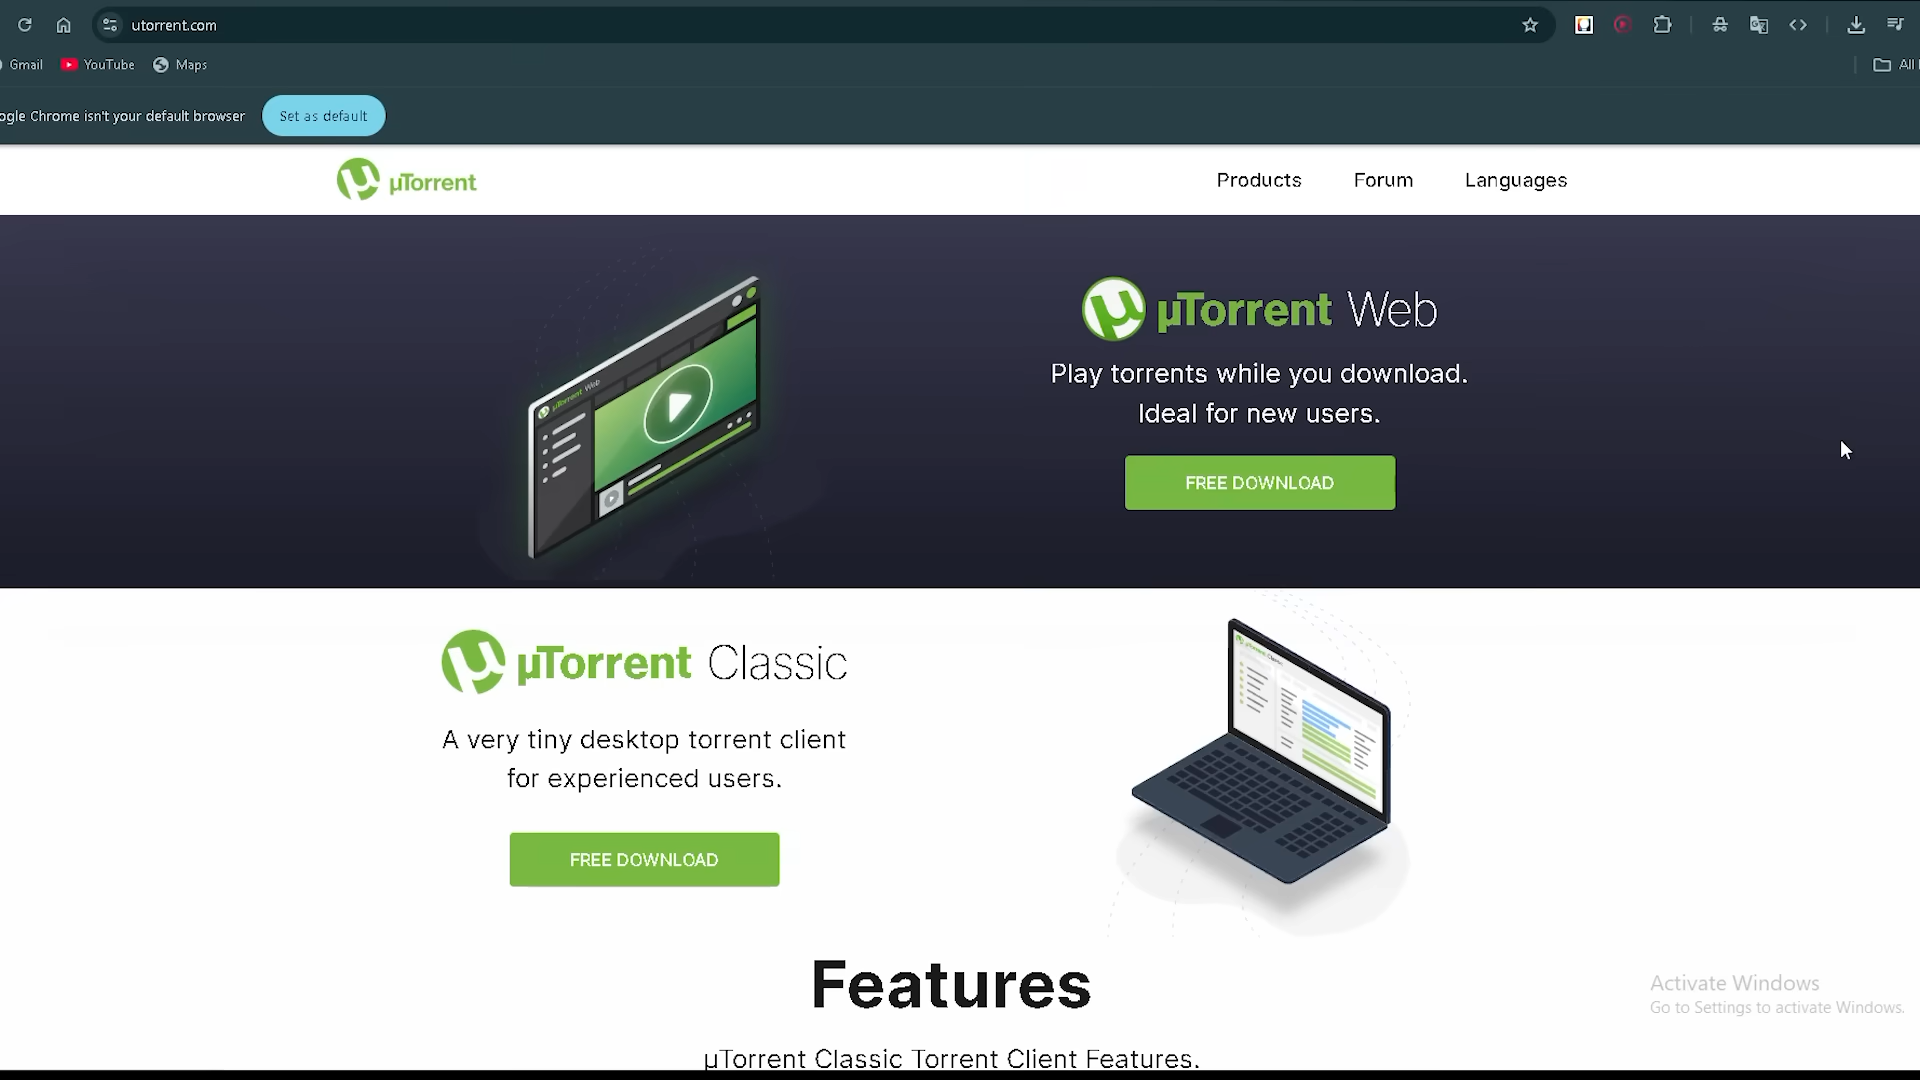 utorrent.com
Gmail YouTube Maps
All
ogle Chrome isn't your default browser Set as default
µTorrent Products Forum Languages
µTorrent Web
Play torrents while you download.
Ideal for new users.
FREE DOWNLOAD
µTorrent Web
µTorrent Classic
A very tiny desktop torrent client
for experienced users.
FREE DOWNLOAD
Features
µTorrent Classic Torrent Client Features.
Activate Windows
Go to Settings to activate Windows.